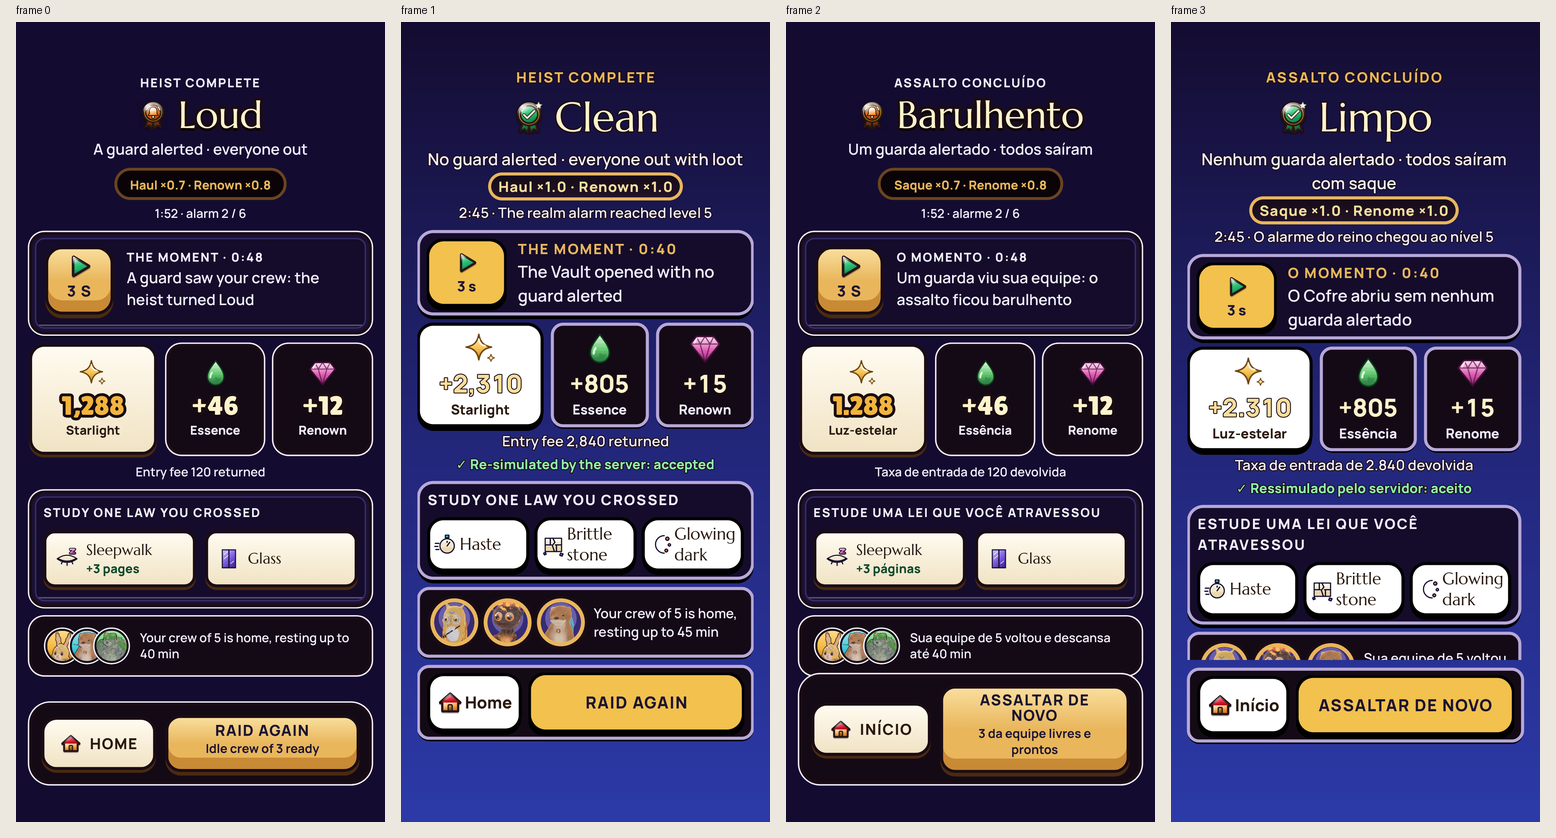 frame 0
HEIST COMPLETE
Loud
A guard alerted · everyone out
Haul ×0.7 · Renown ×0.8
1:52 · alarm 2 / 6
3 S
THE MOMENT · 0:48
A guard saw your crew: the
heist turned Loud
1,288
Starlight
+46
Essence
+12
Renown
Entry fee 120 returned
STUDY ONE LAW YOU CROSSED
Sleepwalk
+3 pages
Glass
Your crew of 5 is home, resting up to
40 min
HOME
RAID AGAIN
Idle crew of 3 ready
frame 1
HEIST COMPLETE
Clean
No guard alerted · everyone out with loot
Haul ×1.0 · Renown ×1.0
2:45 · The realm alarm reached level 5
3 s
THE MOMENT · 0:40
The Vault opened with no
guard alerted
+2,310
Starlight
+805
Essence
+15
Renown
Entry fee 2,840 returned
✓ Re-simulated by the server: accepted
STUDY ONE LAW YOU CROSSED
Haste
Brittle
stone
Glowing
dark
Your crew of 5 is home,
resting up to 45 min
Home
RAID AGAIN
frame 2
ASSALTO CONCLUÍDO
Barulhento
Um guarda alertado · todos saíram
Saque ×0.7 · Renome ×0.8
1:52 · alarme 2 / 6
3 S
O MOMENTO · 0:48
Um guarda viu sua equipe: o
assalto ficou barulhento
1.288
Luz-estelar
+46
Essência
+12
Renome
Taxa de entrada de 120 devolvida
ESTUDE UMA LEI QUE VOCÊ ATRAVESSOU
Sleepwalk
+3 páginas
Glass
Sua equipe de 5 voltou e descansa
até 40 min
INÍCIO
ASSALTAR DE
NOVO
3 da equipe livres e
prontos
frame 3
ASSALTO CONCLUÍDO
Limpo
Nenhum guarda alertado · todos saíram
com saque
Saque ×1.0 · Renome ×1.0
2:45 · O alarme do reino chegou ao nível 5
3 s
O MOMENTO · 0:40
O Cofre abriu sem nenhum
guarda alertado
+2.310
Luz-estelar
+805
Essência
+15
Renome
Taxa de entrada de 2.840 devolvida
✓ Ressimulado pelo servidor: aceito
ESTUDE UMA LEI QUE VOCÊ
ATRAVESSOU
Haste
Brittle
stone
Glowing
dark
Sua equipe de 5 voltou
Início
ASSALTAR DE NOVO